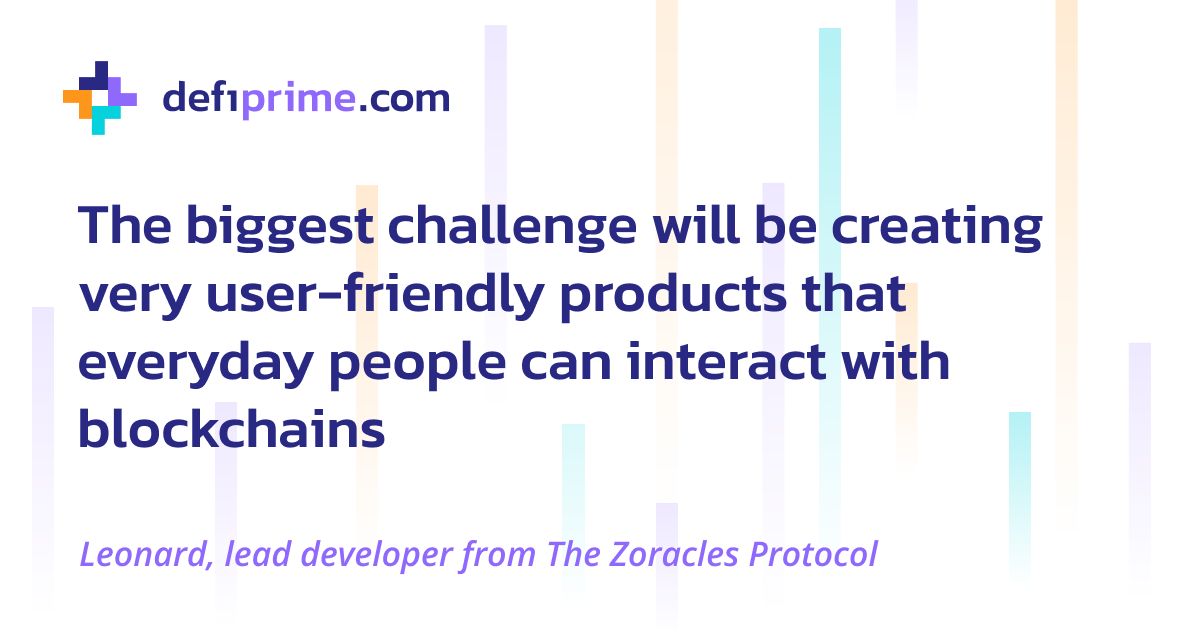 defiprime.com
The biggest challenge will be creating
very user-friendly products that
everyday people can interact with
blockchains
Leonard, lead developer from The Zoracles Protocol